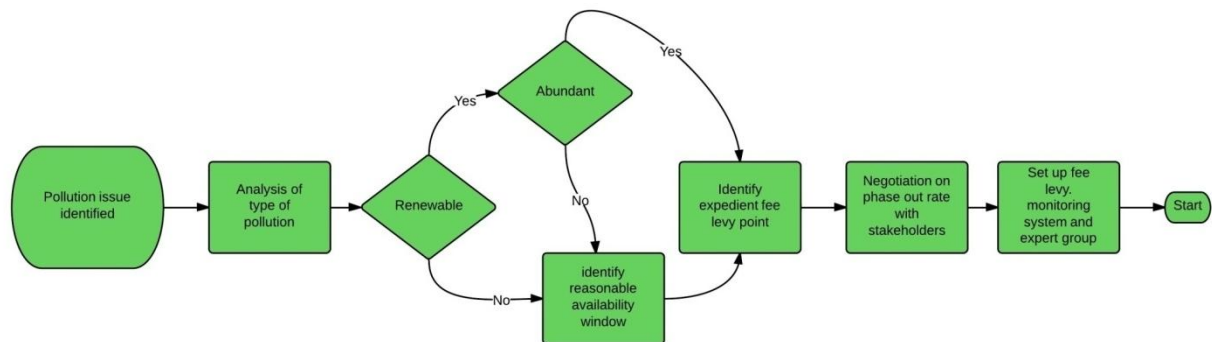 Pollution issue
identified
Analysis of
type of
pollution
Renewable
Yes
No
Abundant
Yes
No
identify
reasonable
availability
window
Identify
expedient fee
levy point
Negotiation on
phase out rate
with
stakeholders
Set up fee
levy.
monitoring
system and
expert group
Start